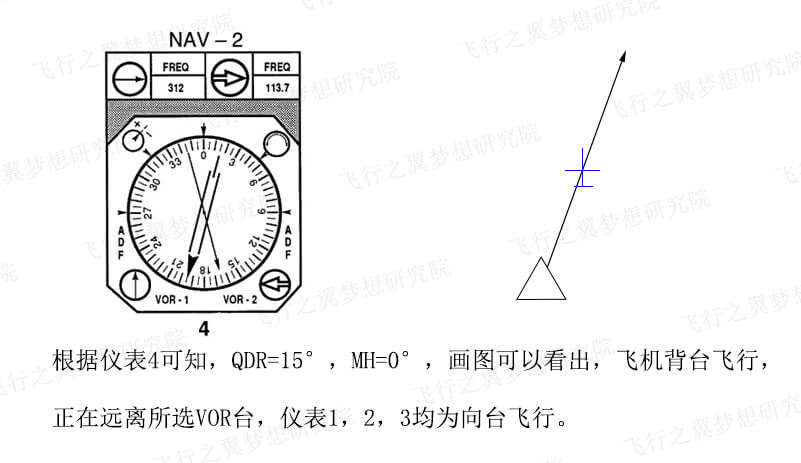 NAV – 2
FREQ
312
FREQ
113.7
0
3
6
9
12
15
18
21
24
27
30
33
ADF
ADF
VOR-1
VOR-2
4
根据仪表4可知，QDR=15°，MH=0°，画图可以看出，飞机背台飞行，
正在远离所选VOR台，仪表1，2，3均为向台飞行。
飞行之翼梦想研究院